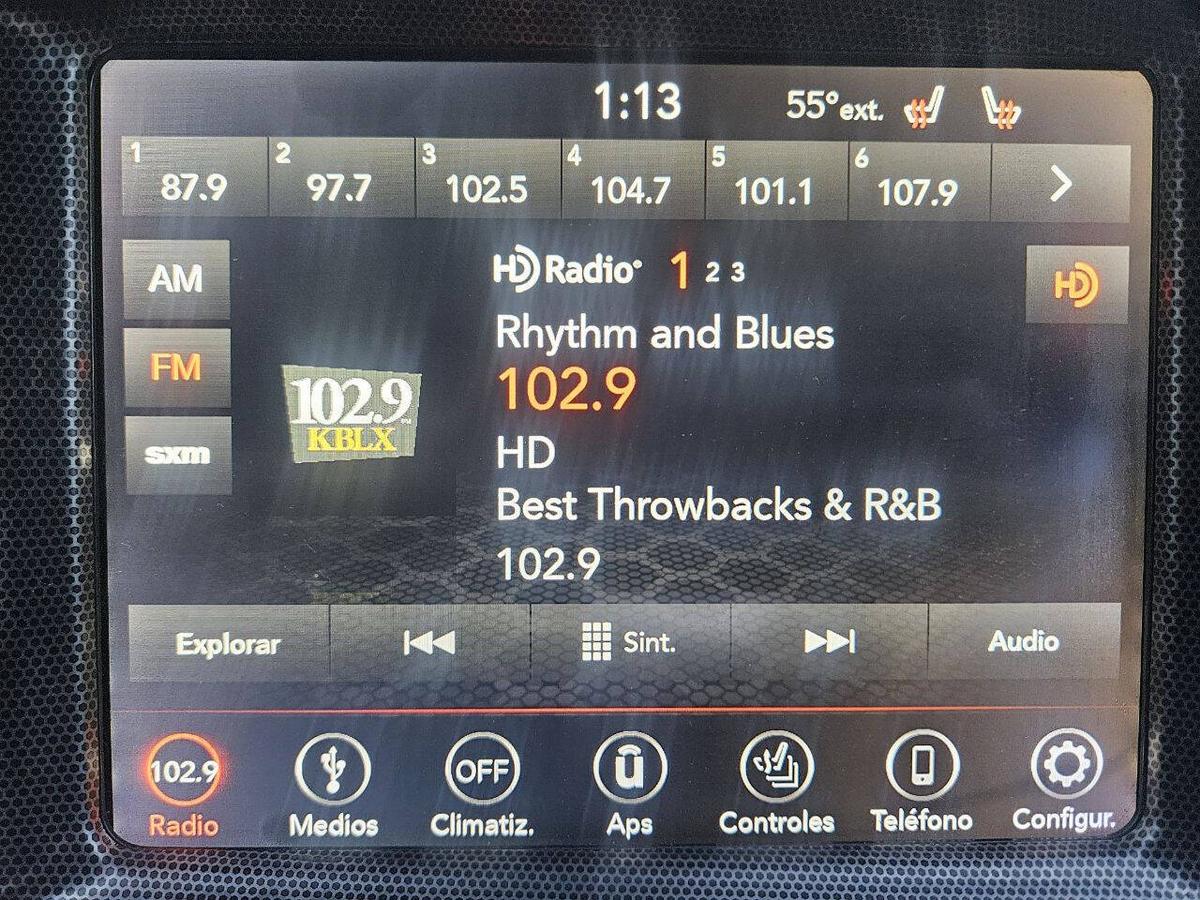 1:13 55° ext.
1 2 3 4 5 6
87.9 97.7 102.5 104.7 101.1 107.9
AM
FM
sxm
HD Radio 1 2 3
HD
Rhythm and Blues
102.9
HD
Best Throwbacks & R&B
102.9
102.9
KBLX
Explorar Sint. Audio
102.9 OFF
Radio Medios Climatiz. Aps Controles Teléfono Configur.